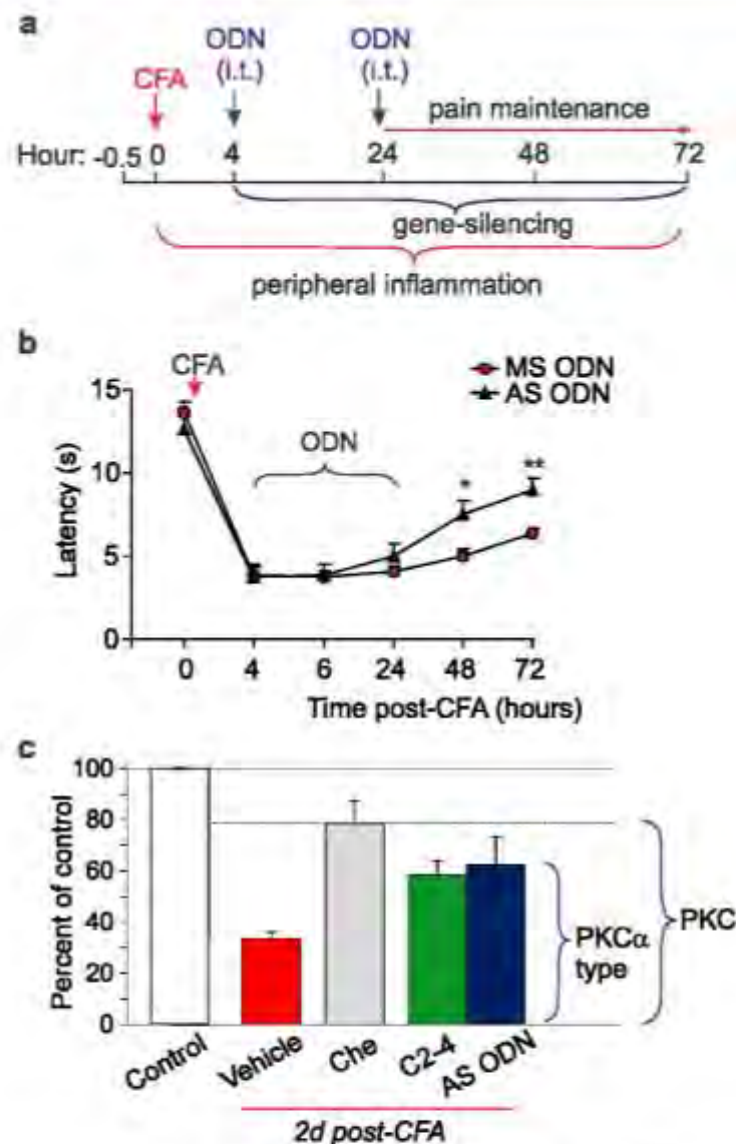 a
ODN ODN
(i.t.) (i.t.)
CFA
pain maintenance
Hour: -0.5 0 4 24 48 72
gene-silencing
peripheral inflammation
b
CFA
MS ODN
AS ODN
15
ODN
10
* **
5
0
Latency (s)
0 4 6 24 48 72
Time post-CFA (hours)
c
100
80
60
40
20
0
Percent of control
PKC
PKCα
type
Control Vehicle Che C2-4 AS ODN
2d post-CFA